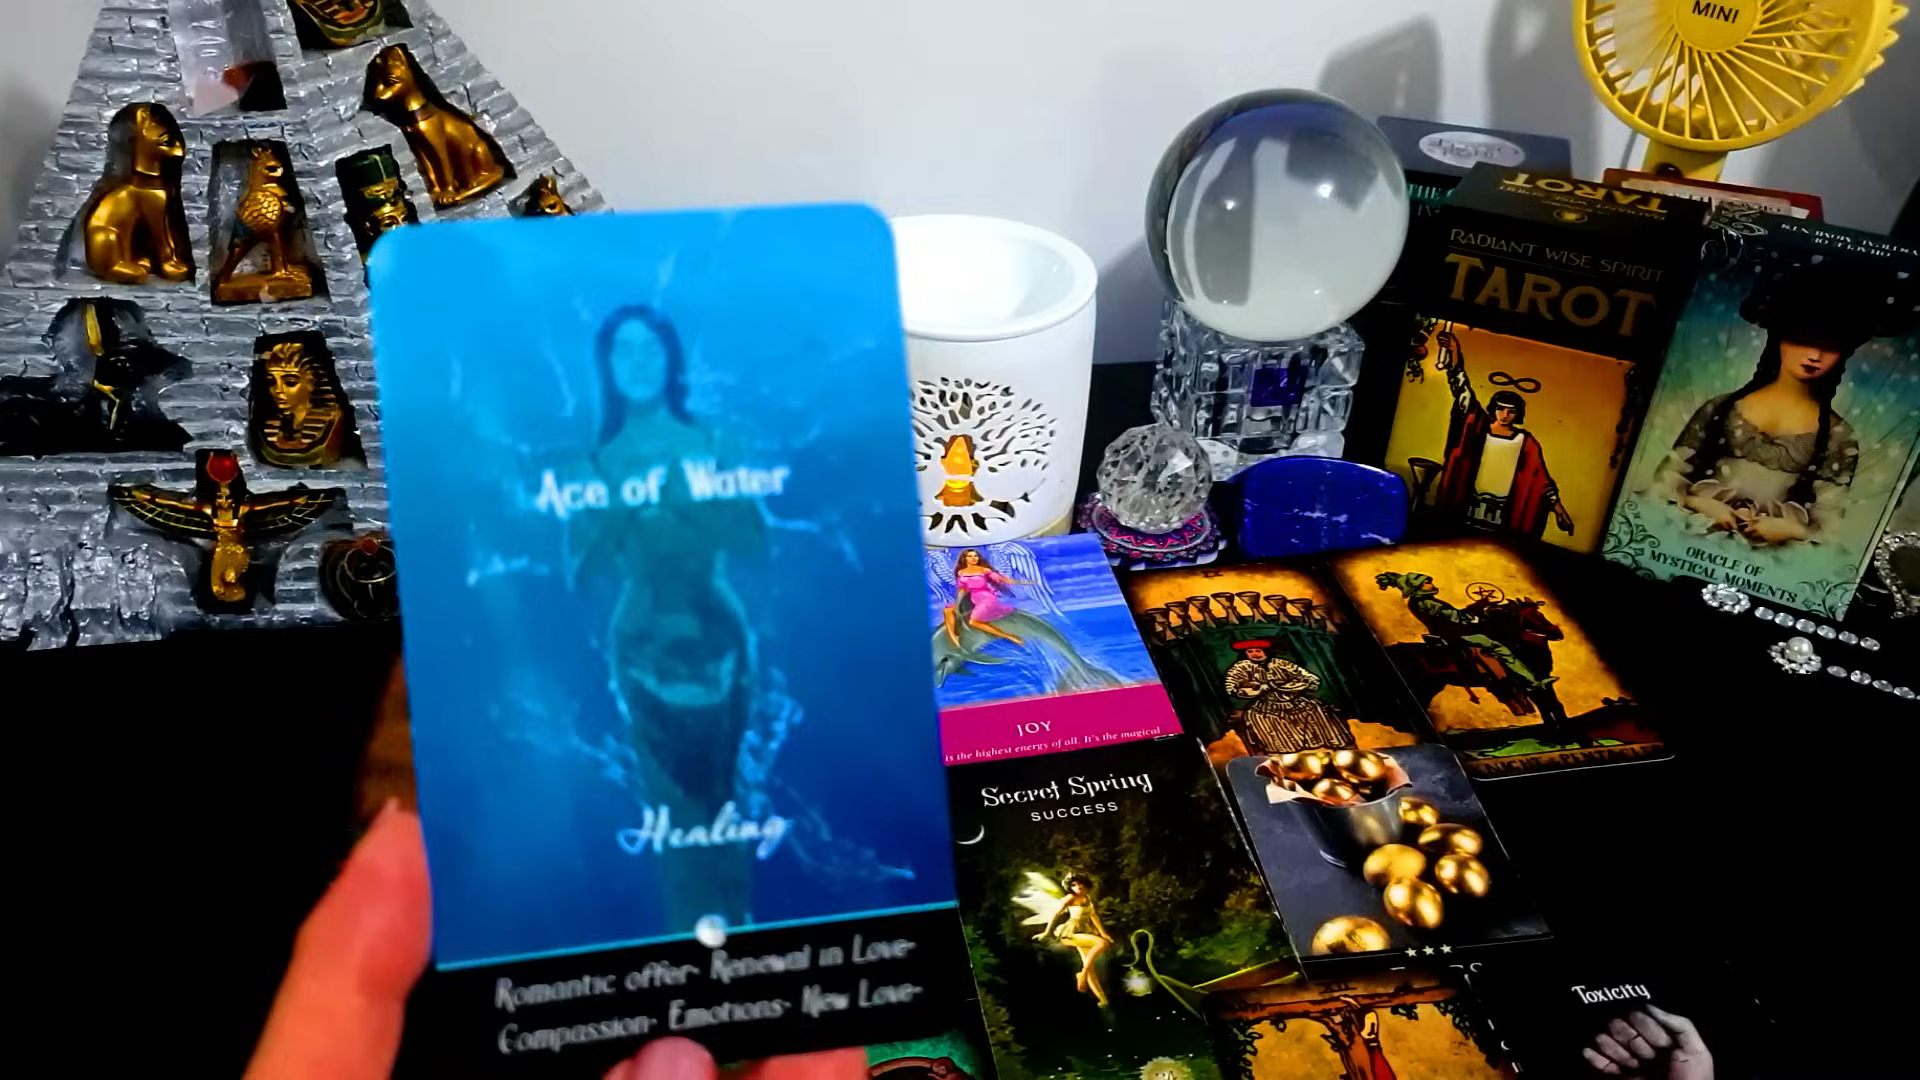 MINI
RADIANT WISE SPIRIT
TAROT
TAROT
ORACLE OF
MYSTICAL MOMENTS
Ace of Water
Healing
Romantic offer- Renewal in Love-
Compassion- Emotions- New Love-
JOY
is the highest energy of all. It's the magical
Secret Spring
SUCCESS
Toxicity